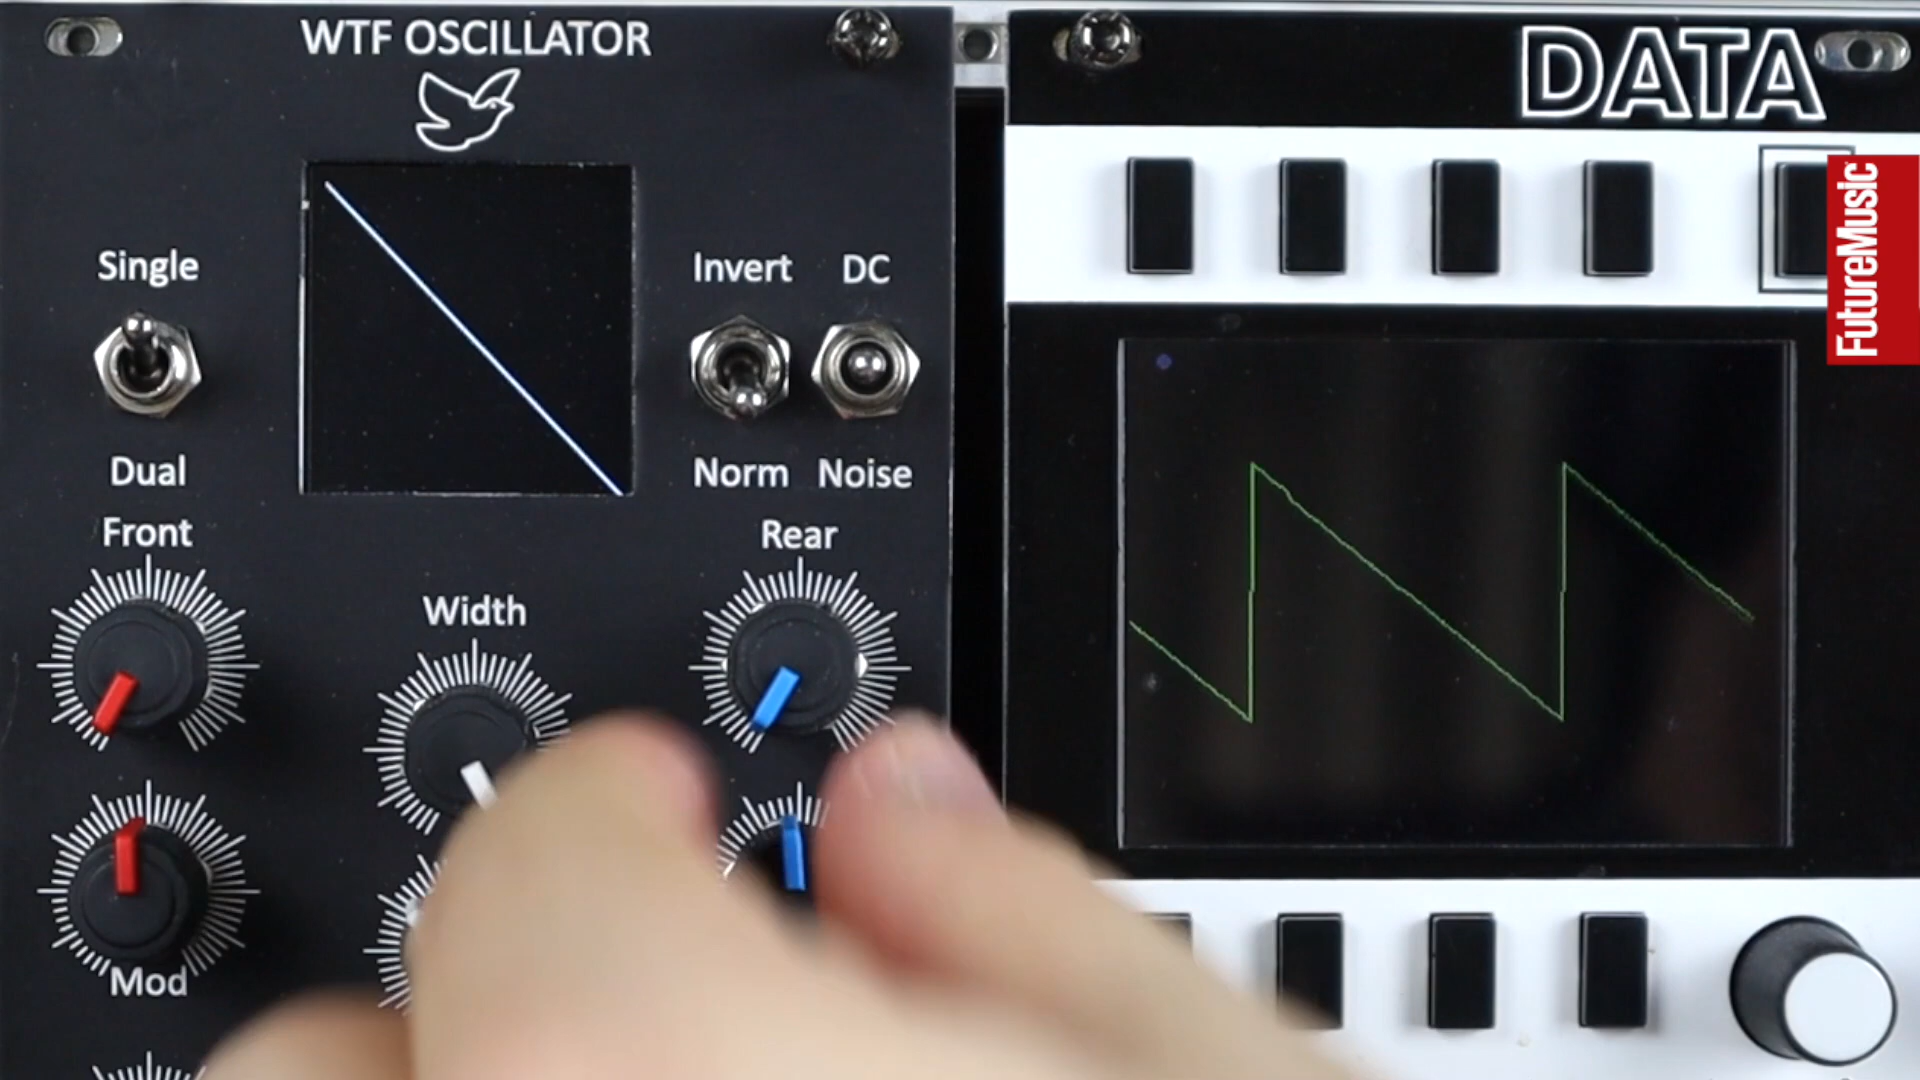 WTF OSCILLATOR
DATA
FutureMusic
Single
Invert
DC
Dual
Norm
Noise
Front
Rear
Width
Mod